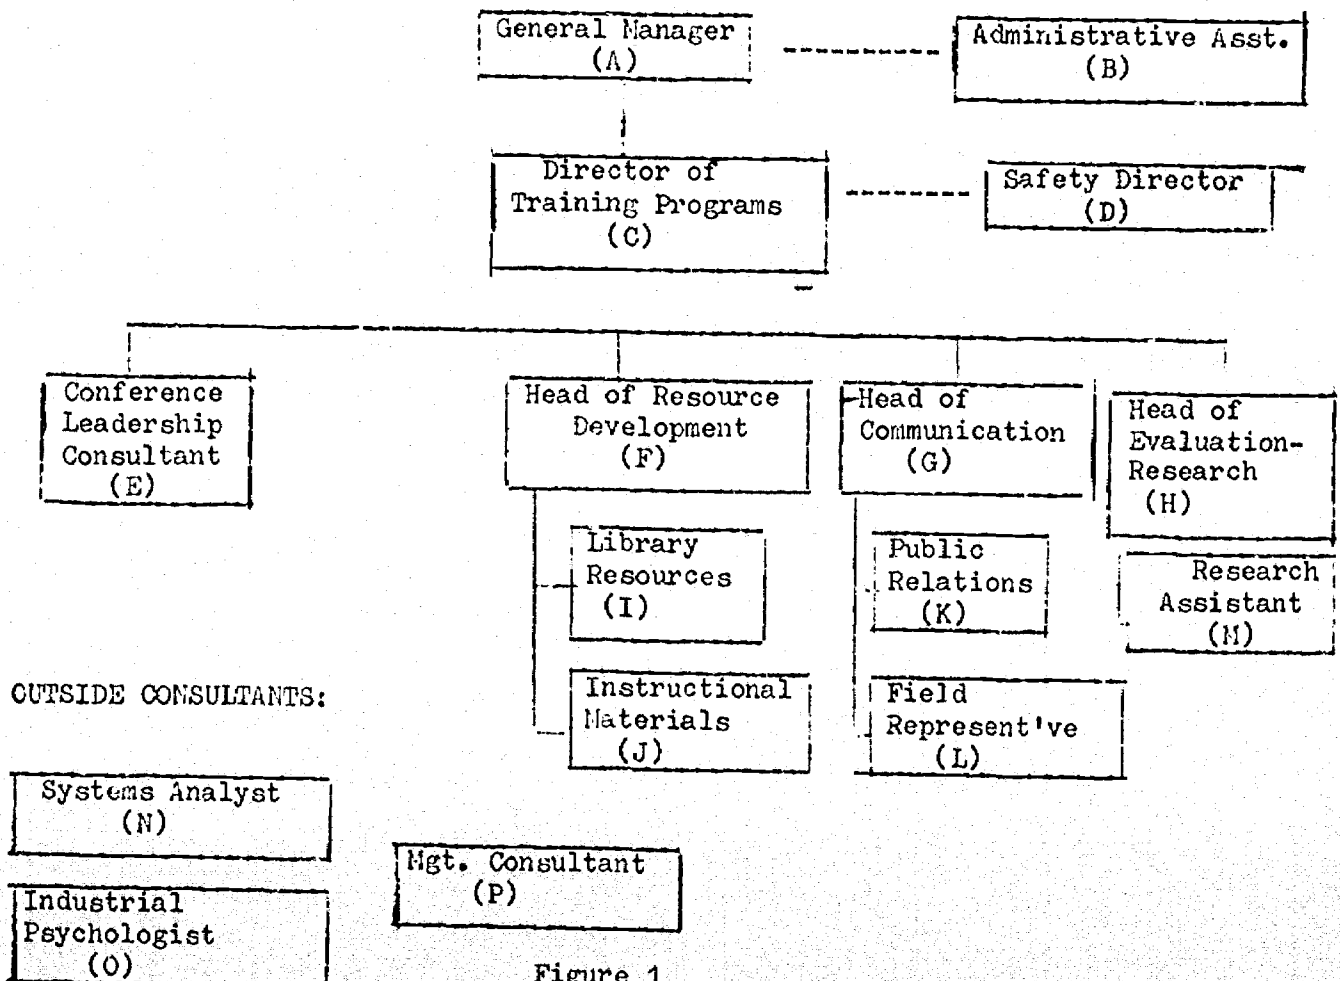 General Manager
(A)
Administrative Asst.
(B)
Director of
Training Programs
(C)
Safety Director
(D)
Conference
Leadership
Consultant
(E)
Head of Resource
Development
(F)
Head of
Communication
(G)
Head of
Evaluation-
Research
(H)
Library
Resources
(I)
Public
Relations
(K)
Research
Assistant
(M)
Instructional
Materials
(J)
Field
Represent've
(L)
OUTSIDE CONSULTANTS:
Systems Analyst
(N)
Mgt. Consultant
(P)
Industrial
Psychologist
(O)
Figure 1